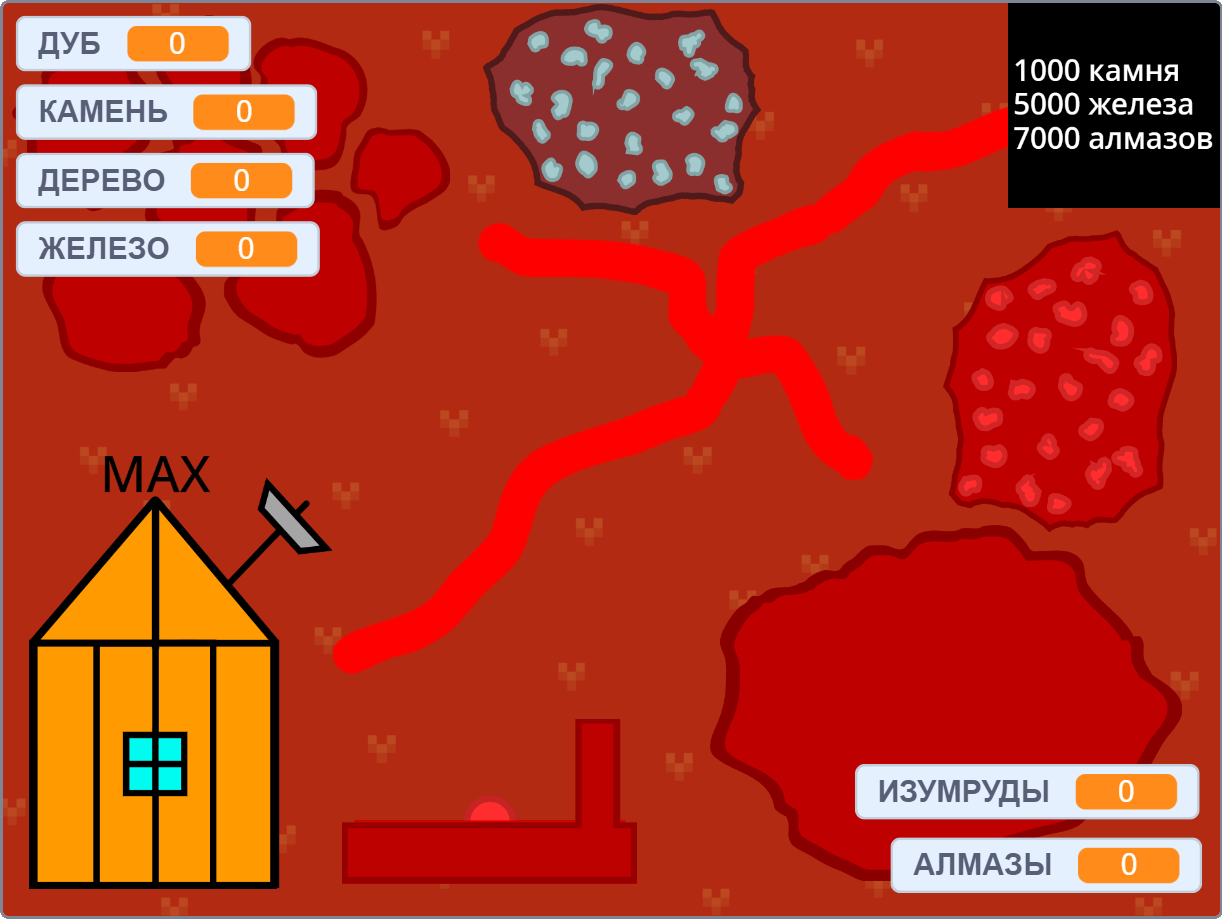 ДУБ 0
КАМЕНЬ 0
ДЕРЕВО 0
ЖЕЛЕЗО 0
1000 камня
5000 железа
7000 алмазов
MAX
ИЗУМРУДЫ 0
АЛМАЗЫ 0